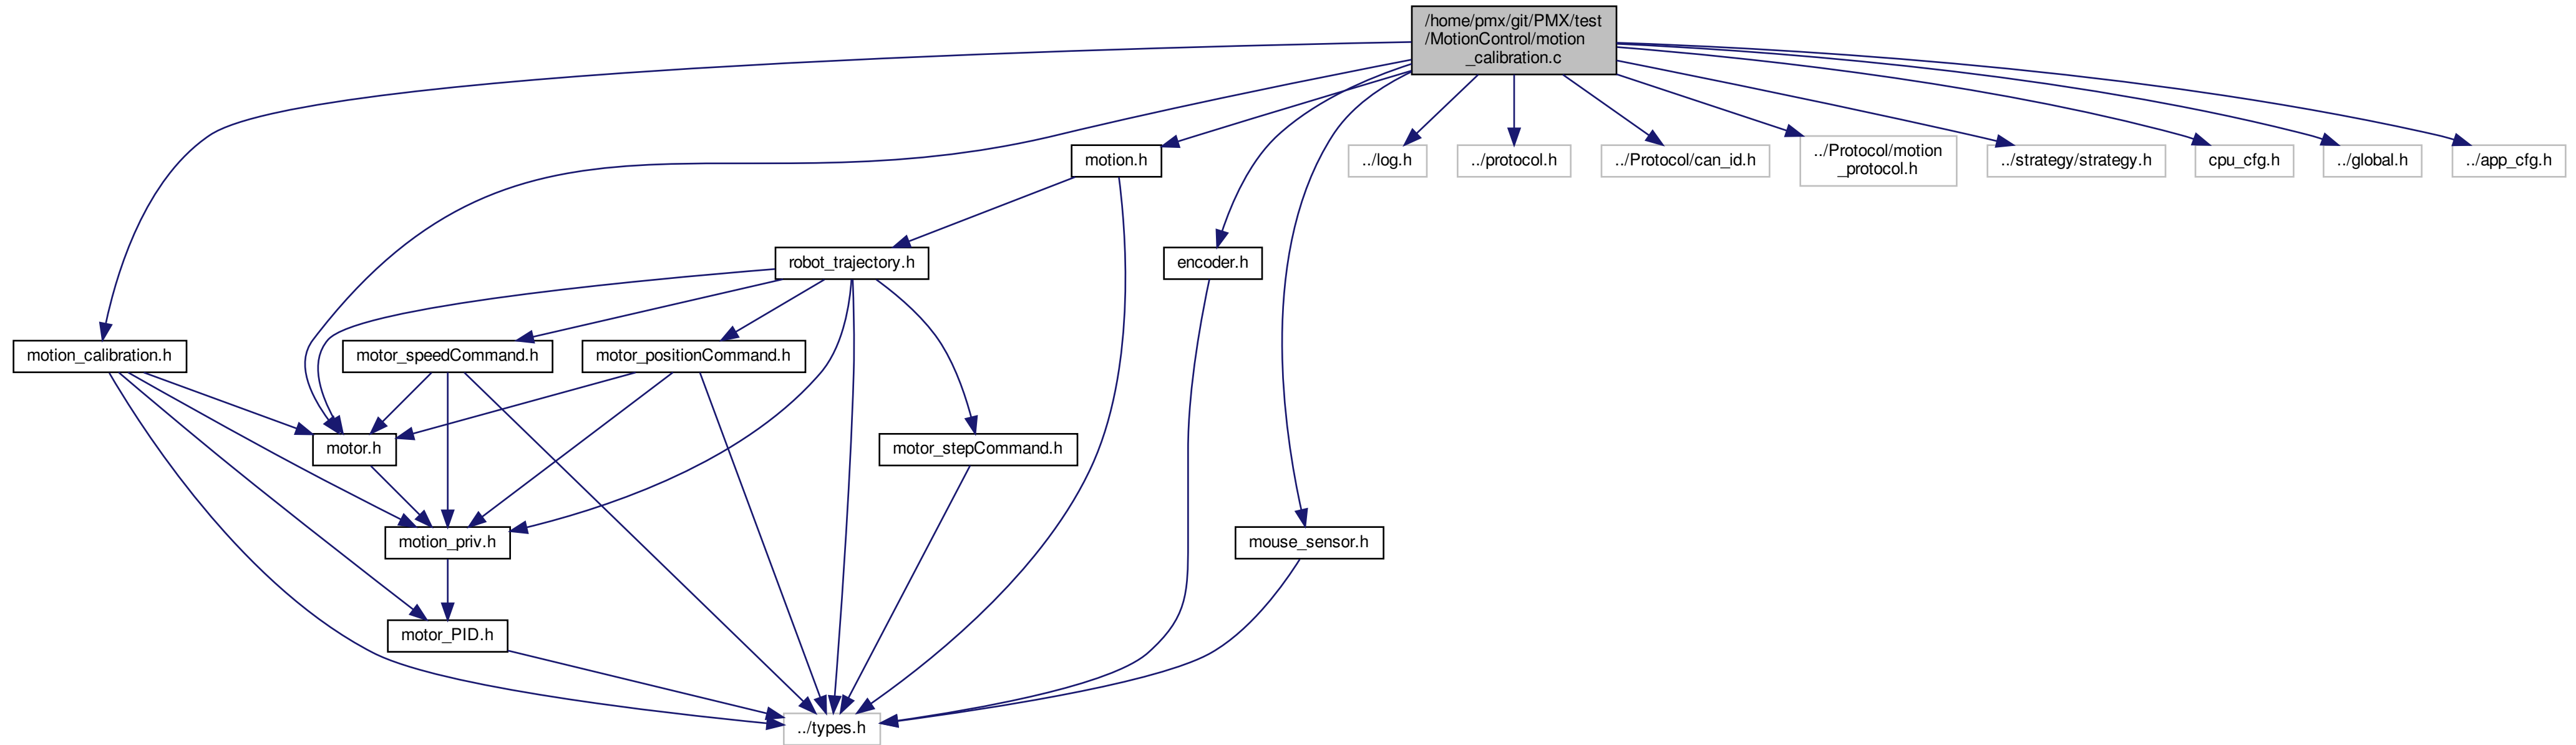 /home/pmx/git/PMX/test
/MotionControl/motion
_calibration.c
motion.h
../log.h
../protocol.h
../Protocol/can_id.h
../Protocol/motion
_protocol.h
../strategy/strategy.h
cpu_cfg.h
../global.h
../app_cfg.h
robot_trajectory.h
encoder.h
motion_calibration.h
motor_speedCommand.h
motor_positionCommand.h
motor.h
motor_stepCommand.h
motion_priv.h
mouse_sensor.h
motor_PID.h
../types.h